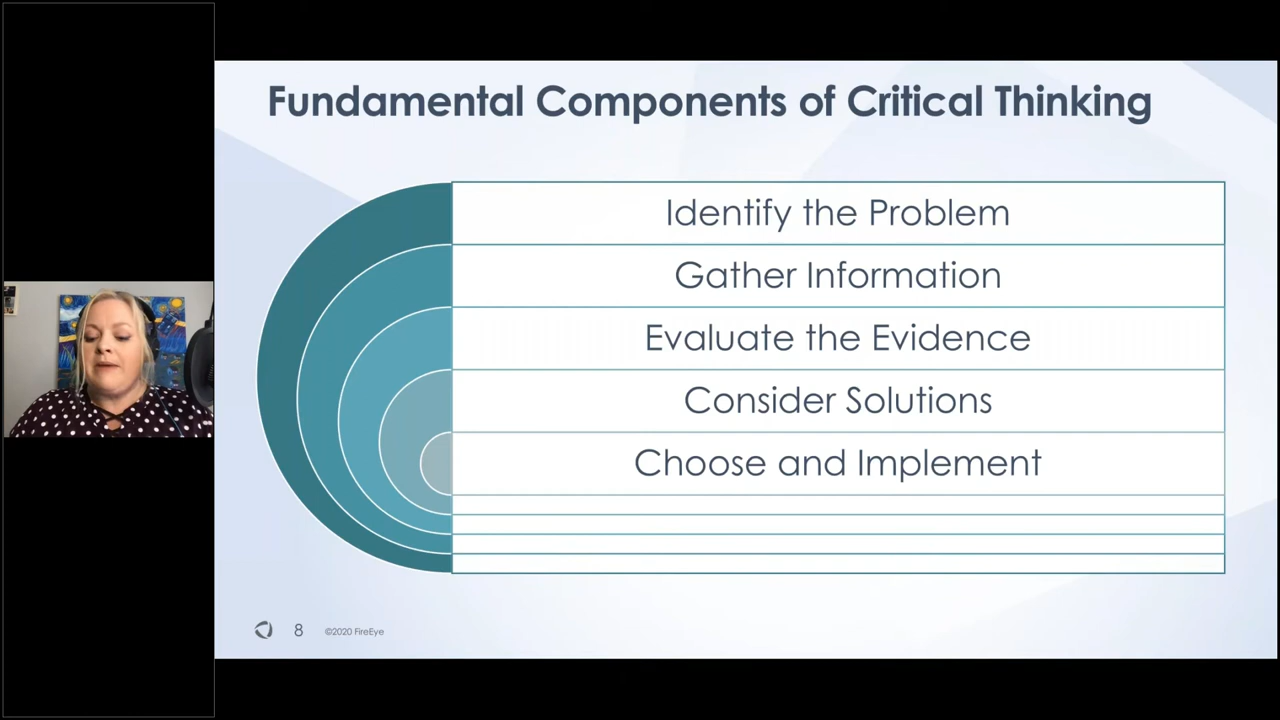 Fundamental Components of Critical Thinking
Identify the Problem
Gather Information
Evaluate the Evidence
Consider Solutions
Choose and Implement
8
©2020 FireEye